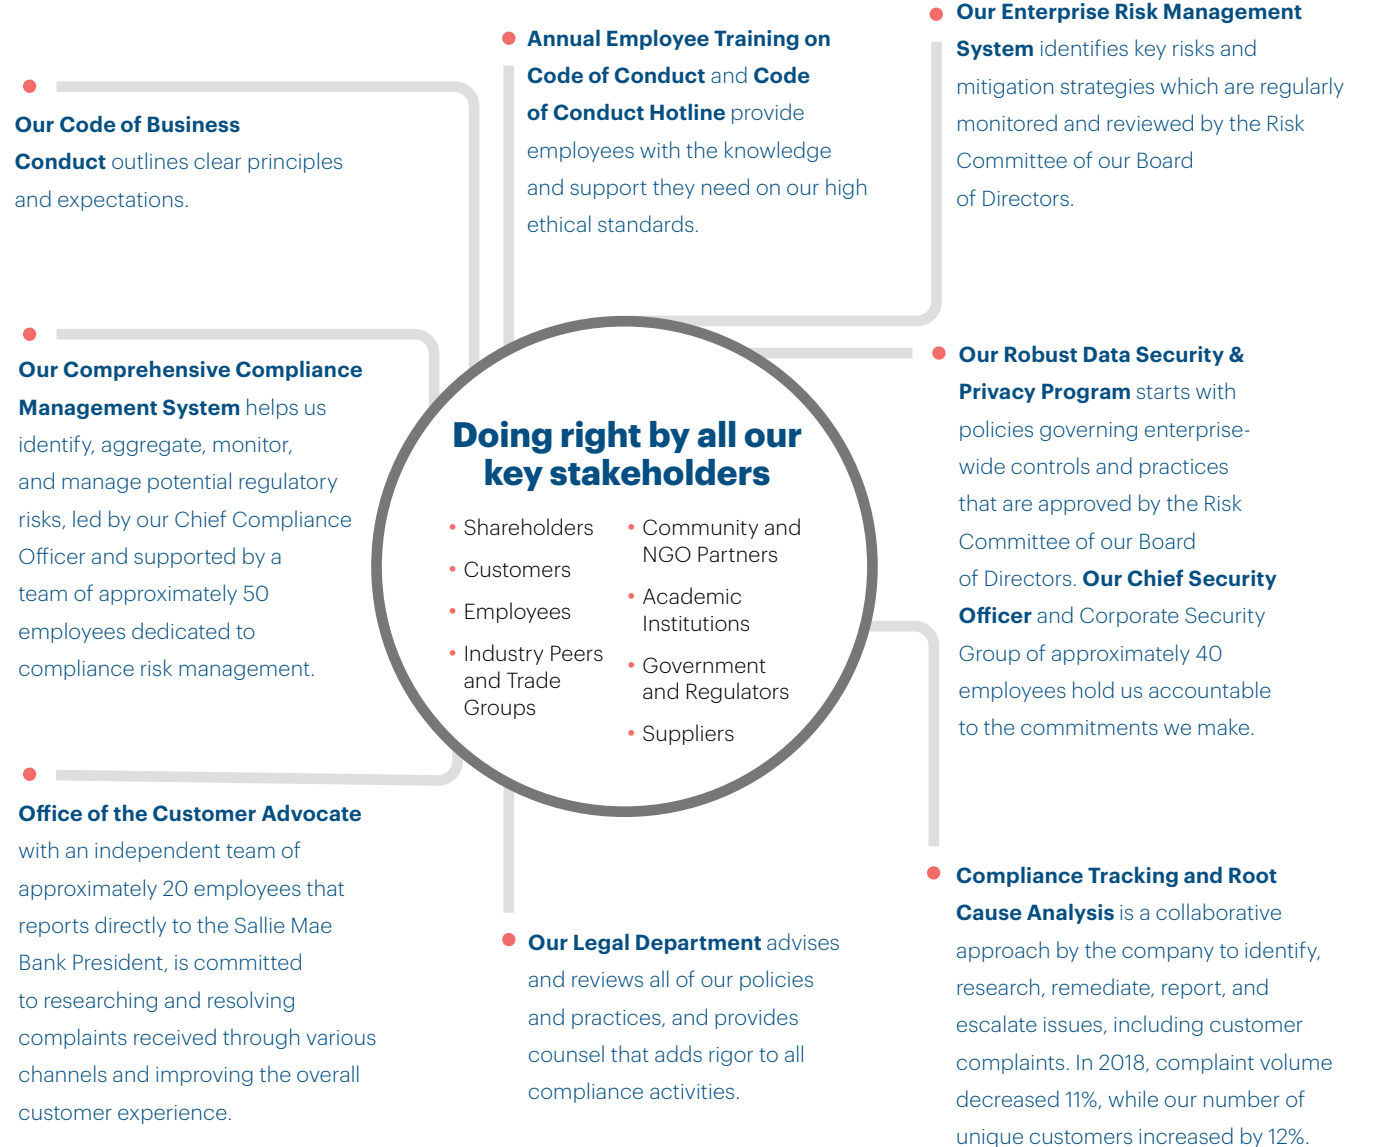 Our Code of Business
Conduct outlines clear principles
and expectations.
Annual Employee Training on
Code of Conduct and Code
of Conduct Hotline provide
employees with the knowledge
and support they need on our high
ethical standards.
Our Enterprise Risk Management
System identifies key risks and
mitigation strategies which are regularly
monitored and reviewed by the Risk
Committee of our Board
of Directors.
Our Comprehensive Compliance
Management System helps us
identify, aggregate, monitor,
and manage potential regulatory
risks, led by our Chief Compliance
Officer and supported by a
team of approximately 50
employees dedicated to
compliance risk management.
Doing right by all our
key stakeholders
• Shareholders
• Customers
• Employees
• Industry Peers
and Trade
Groups
• Community and
NGO Partners
• Academic
Institutions
• Government
and Regulators
• Suppliers
Our Robust Data Security &
Privacy Program starts with
policies governing enterprise-
wide controls and practices
that are approved by the Risk
Committee of our Board
of Directors. Our Chief Security
Officer and Corporate Security
Group of approximately 40
employees hold us accountable
to the commitments we make.
Office of the Customer Advocate
with an independent team of
approximately 20 employees that
reports directly to the Sallie Mae
Bank President, is committed
to researching and resolving
complaints received through various
channels and improving the overall
customer experience.
Our Legal Department advises
and reviews all of our policies
and practices, and provides
counsel that adds rigor to all
compliance activities.
Compliance Tracking and Root
Cause Analysis is a collaborative
approach by the company to identify,
research, remediate, report, and
escalate issues, including customer
complaints. In 2018, complaint volume
decreased 11%, while our number of
unique customers increased by 12%.